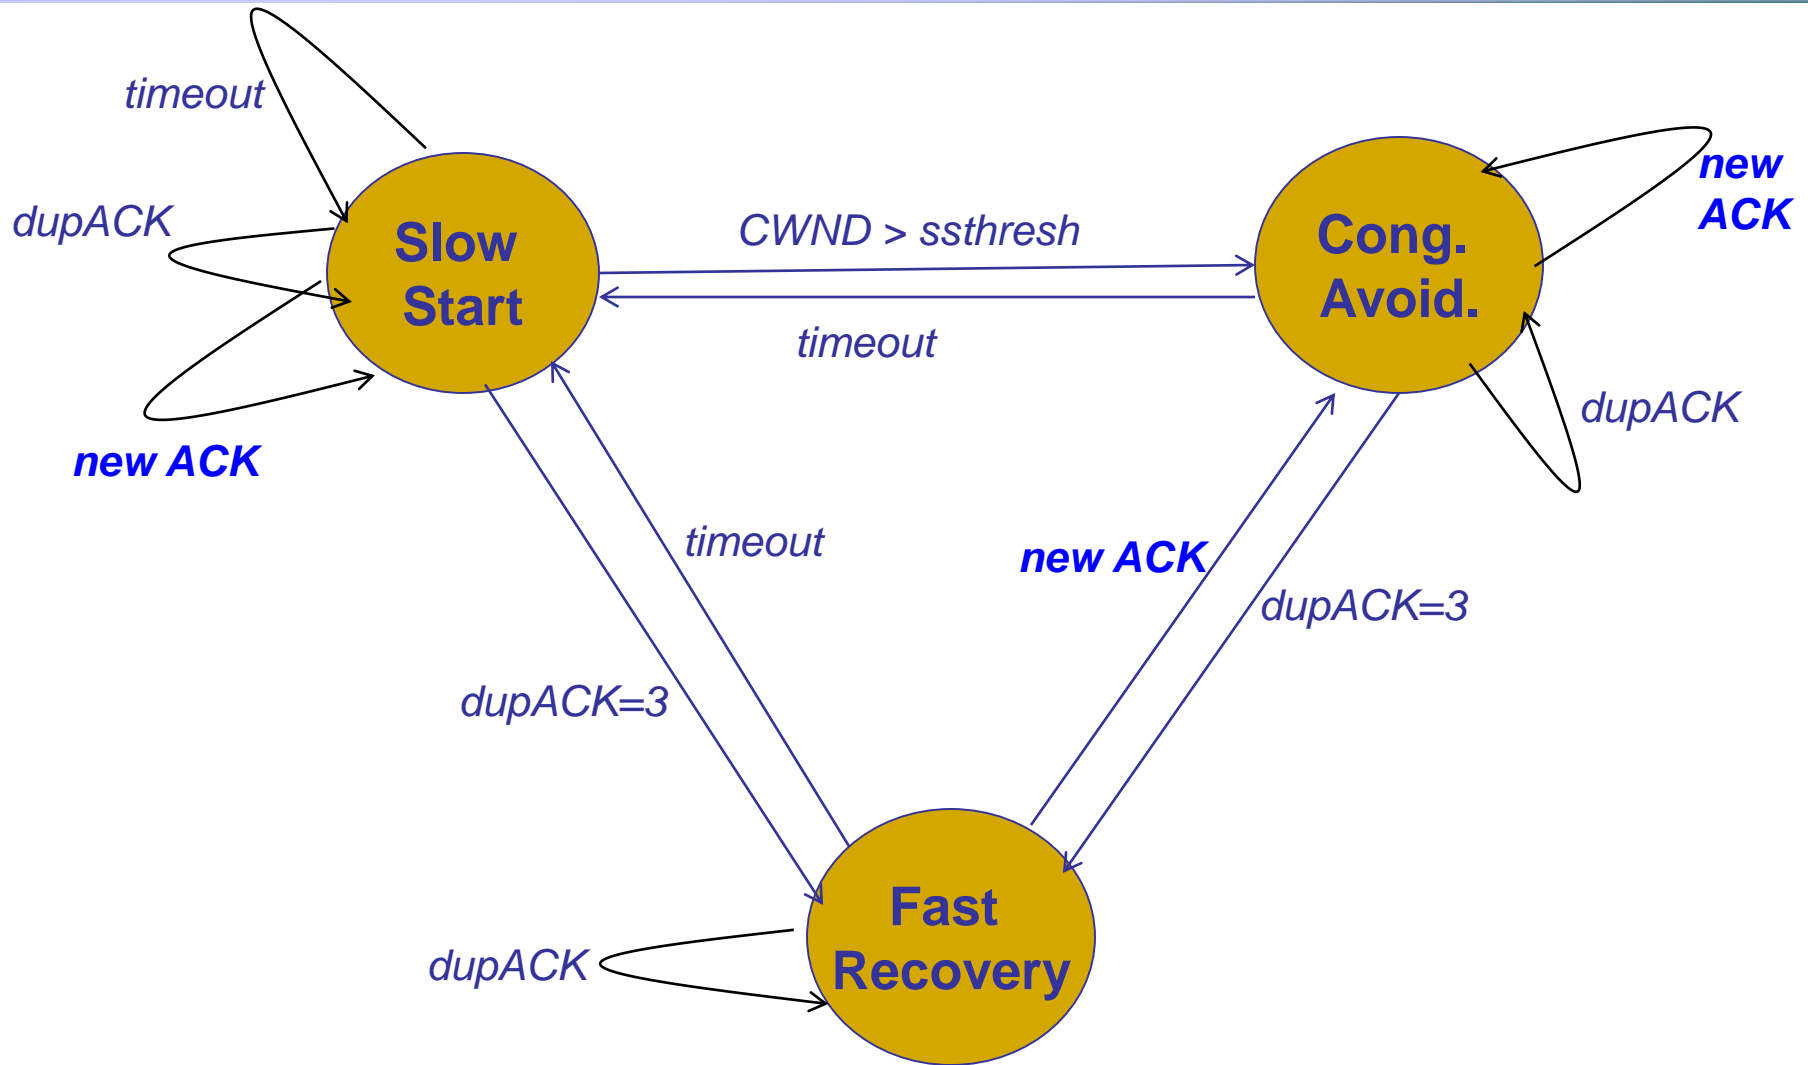 timeout
dupACK
Slow
Start
new ACK
CWND > ssthresh
timeout
Cong.
Avoid.
new
ACK
dupACK
timeout
new ACK
dupACK=3
dupACK=3
Fast
Recovery
dupACK